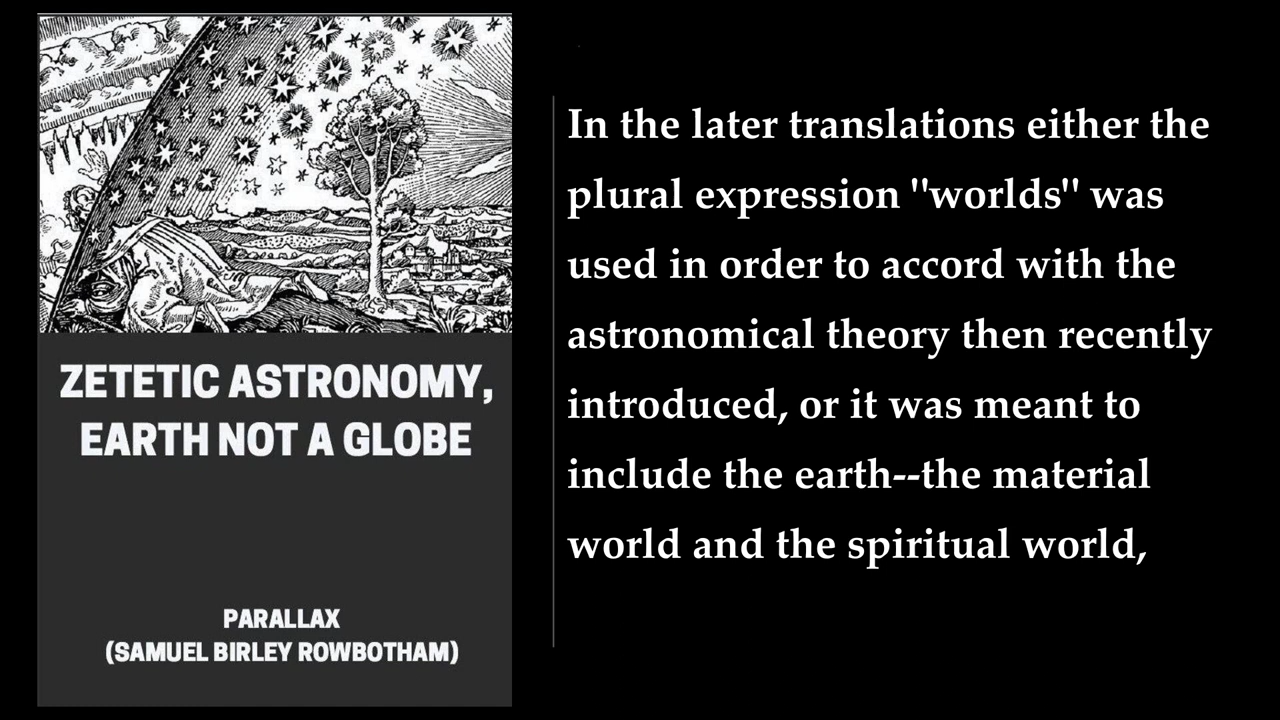 ZETETIC ASTRONOMY,
EARTH NOT A GLOBE
PARALLAX
(SAMUEL BIRLEY ROWBOTHAM)
In the later translations either the
plural expression "worlds" was
used in order to accord with the
astronomical theory then recently
introduced, or it was meant to
include the earth--the material
world and the spiritual world,